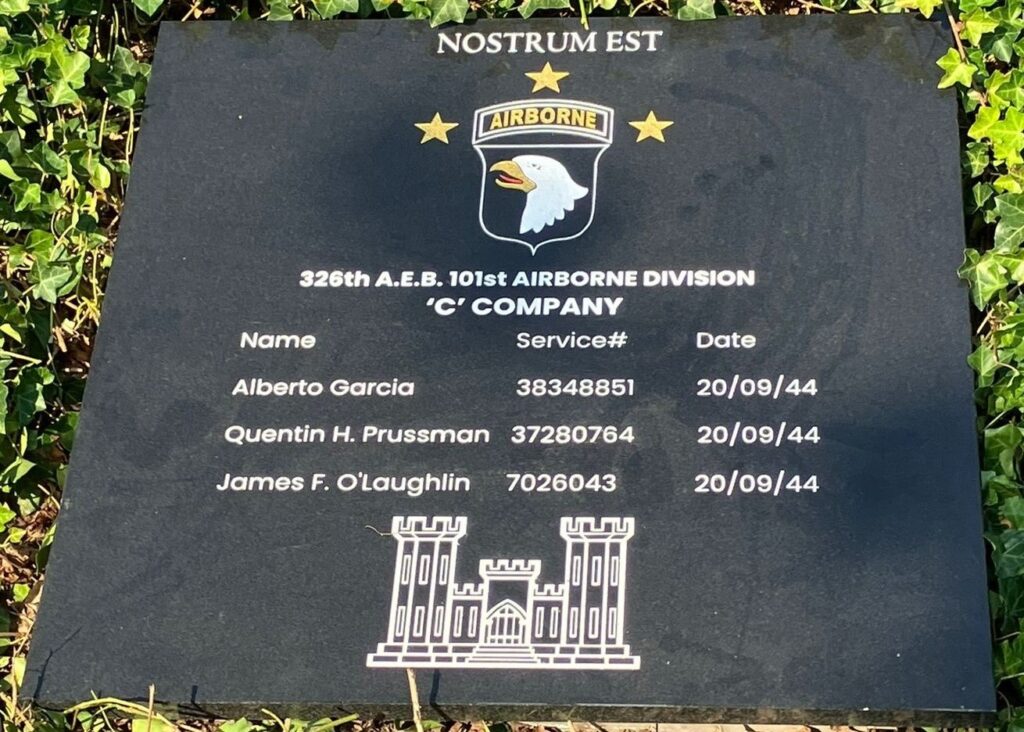 NOSTRUM EST
AIRBORNE
326th A.E.B. 101st AIRBORNE DIVISION
‘C’ COMPANY
Name Service# Date
Alberto Garcia 38348851 20/09/44
Quentin H. Prussman 37280764 20/09/44
James F. O'Laughlin 7026043 20/09/44